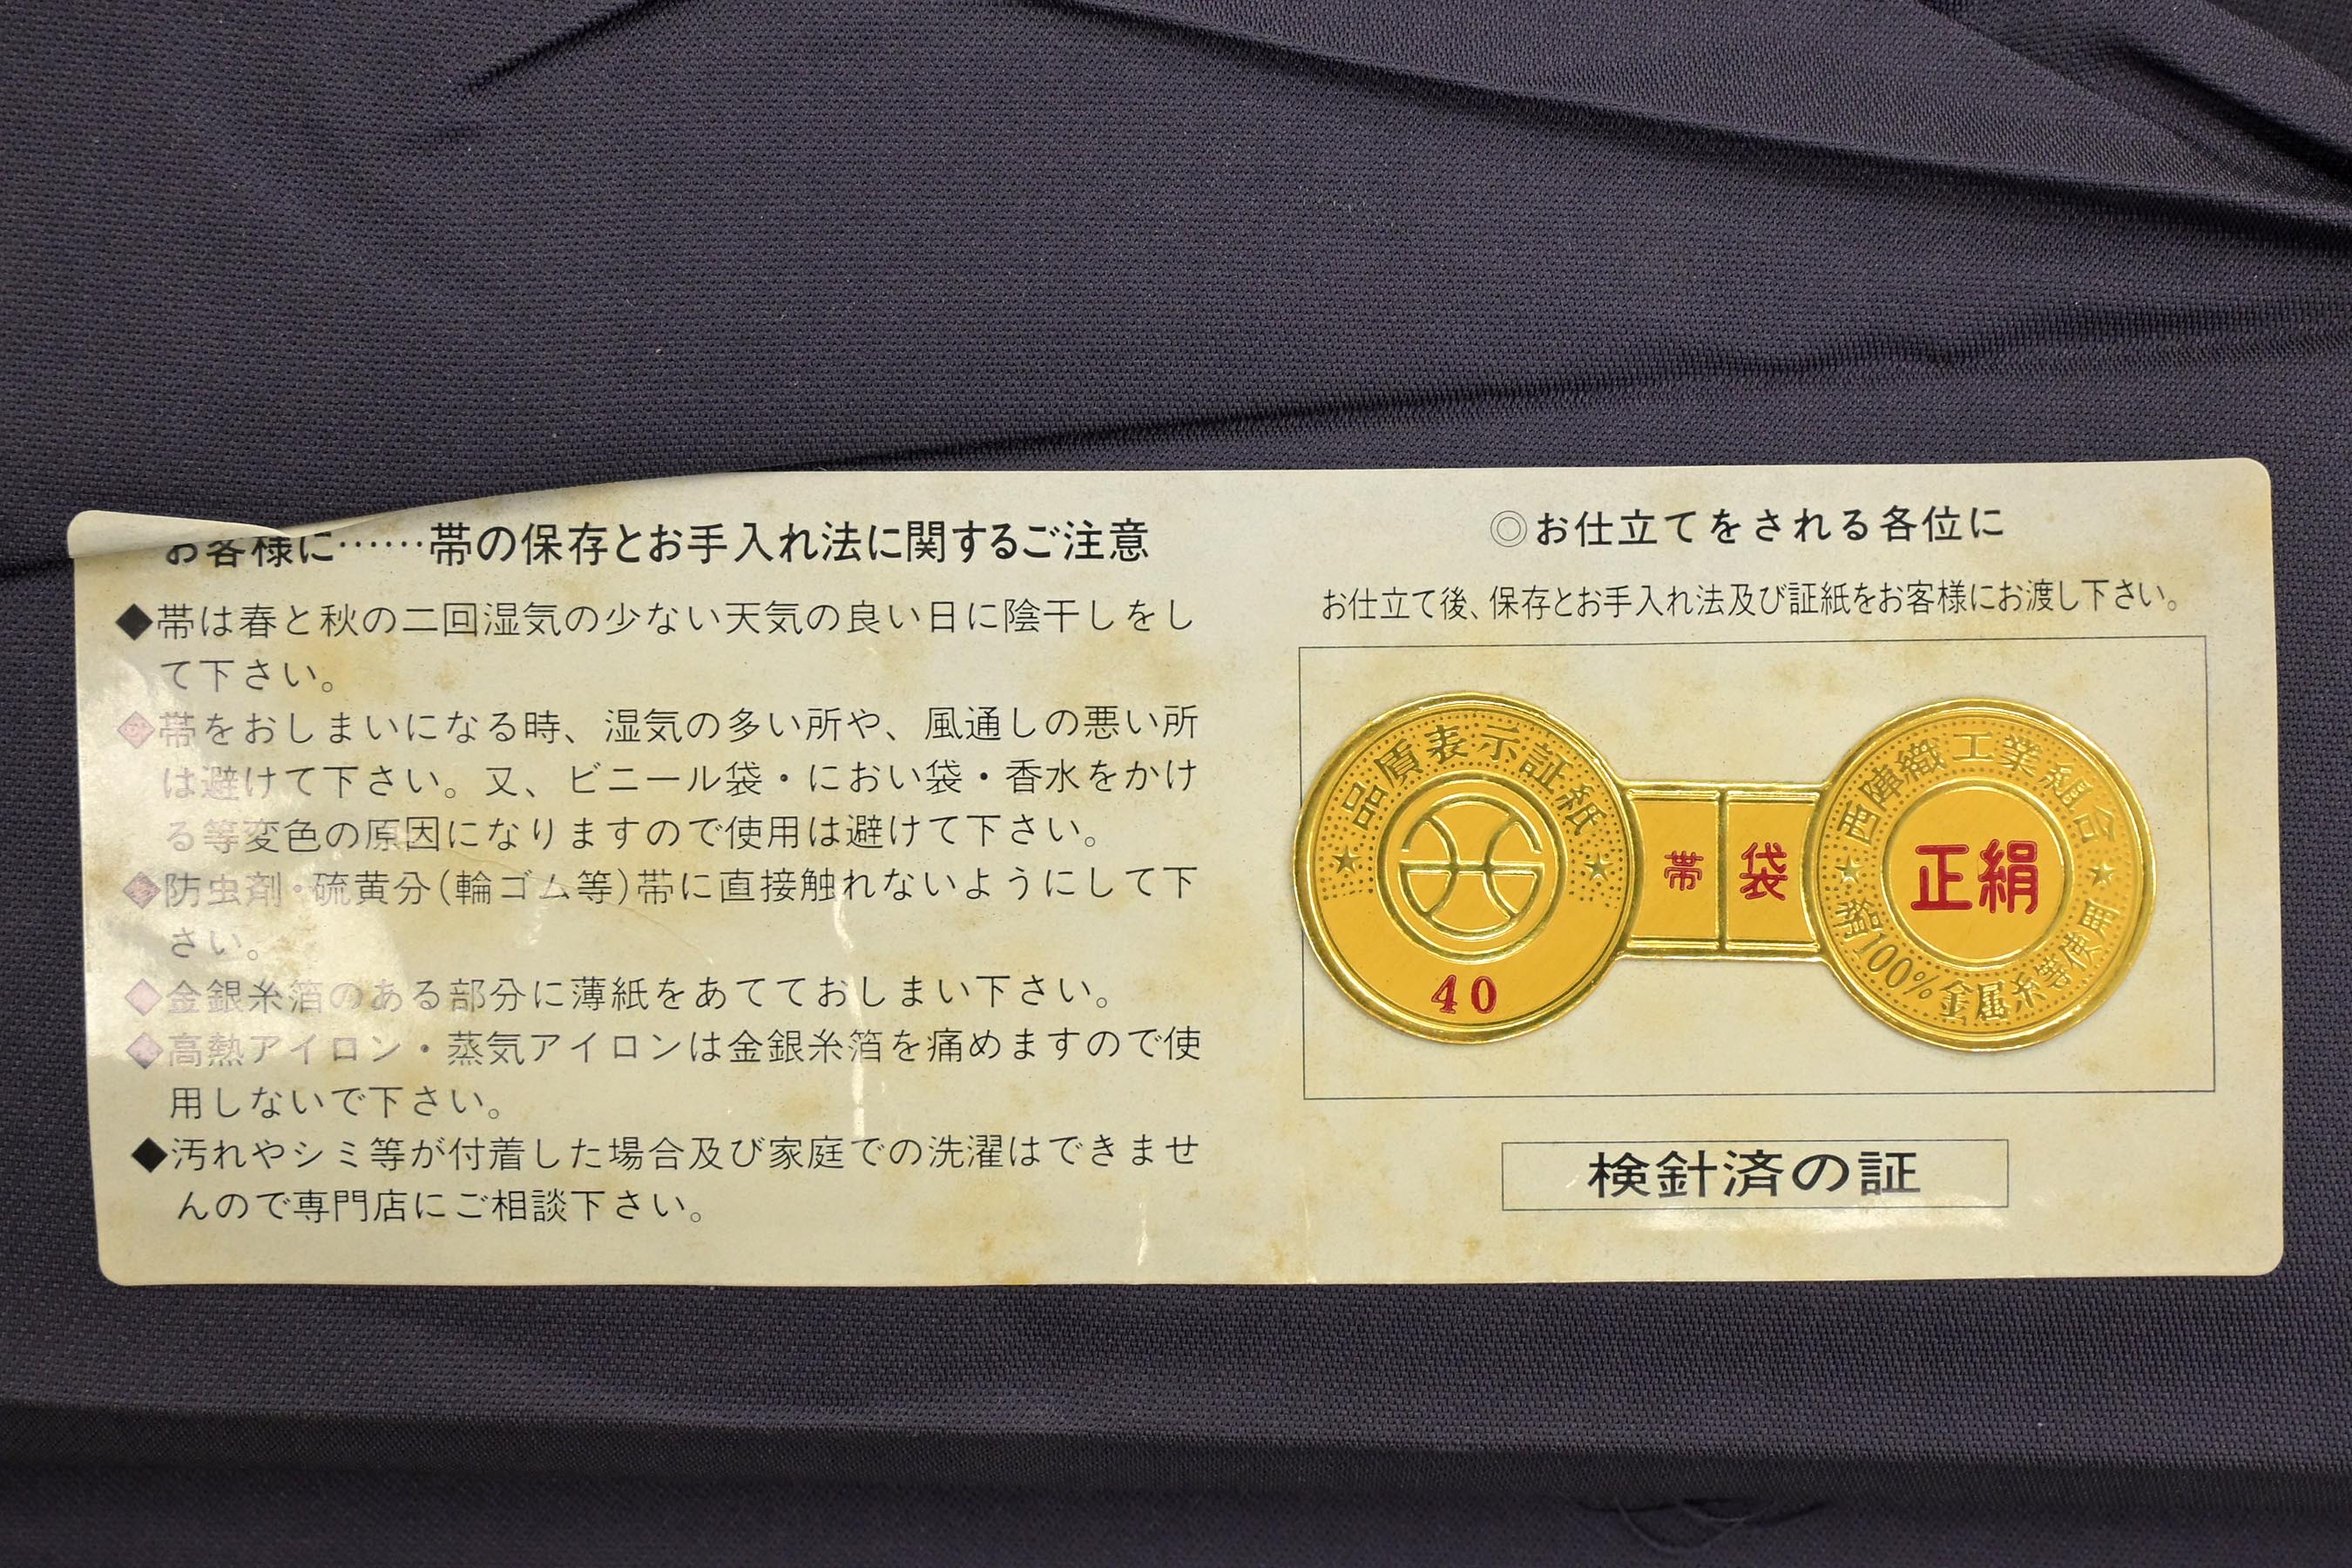 お客様に……帯の保存とお手入れ法に関するご注意
◆帯は春と秋の二回湿気の少ない天気の良い日に陰干しをし
て下さい。
◆帯をおしまいになる時、湿気の多い所や、風通しの悪い所
は避けて下さい。又、ビニール袋・におい袋・香水をかけ
る等変色の原因になりますので使用は避けて下さい。
◆防虫剤・硫黄分(輪ゴム等)帯に直接触れないようにして下
さい。
◆金銀糸箔のある部分に薄紙をあてておしまい下さい。
◆高熱アイロン・蒸気アイロンは金銀糸箔を痛めますので使
用しないで下さい。
◆汚れやシミ等が付着した場合及び家庭での洗濯はできませ
んので専門店にご相談下さい。
◎お仕立てをされる各位に
お仕立て後、保存とお手入れ法及び証紙をお客様にお渡し下さい。
★品質表示証紙★
40
帯 袋
★西陣織工業組合★
正絹
絹100%金属糸等使用
検針済の証